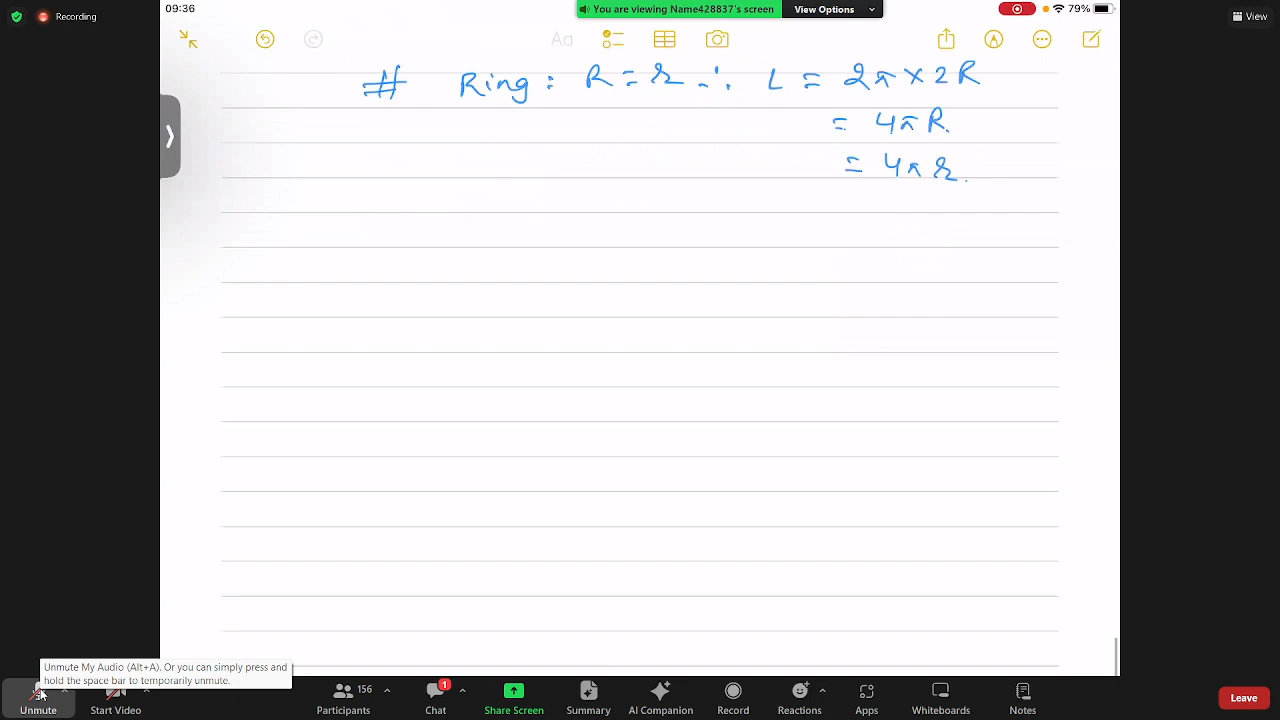 09:36
Recording
You are viewing Name428837's screen
View Options
79%
View
Aa
# Ring : R = r ∴ L = 2π × 2R
= 4πR.
= 4πr.
Unmute My Audio (Alt+A). Or you can simply press and
hold the space bar to temporarily unmute.
Unmute
Start Video
156
Participants
1
Chat
Share Screen
Summary
AI Companion
Record
Reactions
Apps
Whiteboards
Notes
Leave